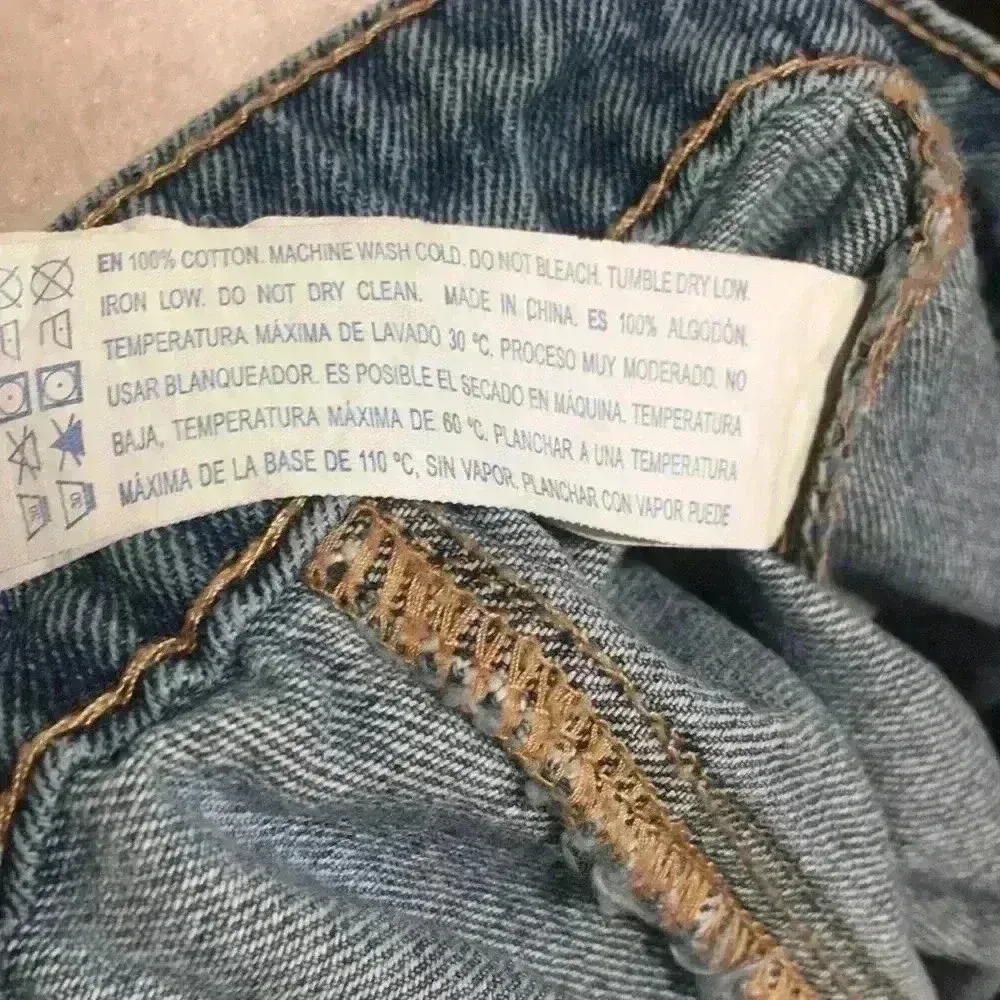 EN 100% COTTON. MACHINE WASH COLD. DO NOT BLEACH. TUMBLE DRY LOW.
IRON LOW. DO NOT DRY CLEAN. MADE IN CHINA. ES 100% ALGODÓN.
TEMPERATURA MÁXIMA DE LAVADO 30 °C. PROCESO MUY MODERADO. NO
USAR BLANQUEADOR. ES POSIBLE EL SECADO EN MÁQUINA. TEMPERATURA
BAJA, TEMPERATURA MÁXIMA DE 60 °C. PLANCHAR A UNA TEMPERATURA
MÁXIMA DE LA BASE DE 110 °C, SIN VAPOR. PLANCHAR CON VAPOR PUEDE